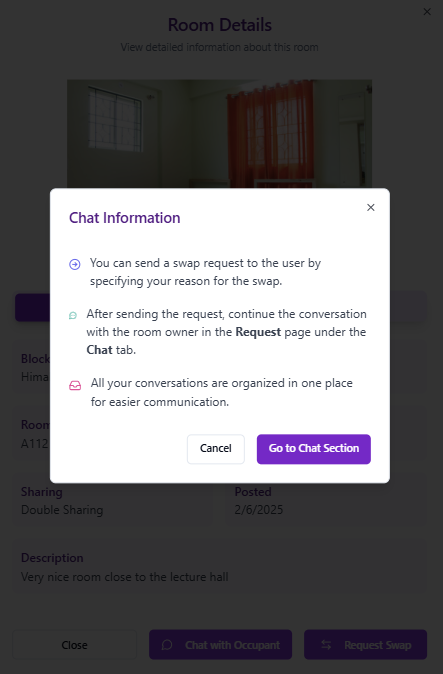 Room Details
View detailed information about this room
Chat Information
You can send a swap request to the user by
specifying your reason for the swap.
After sending the request, continue the conversation
with the room owner in the Request page under the
Chat tab.
All your conversations are organized in one place
for easier communication.
Cancel
Go to Chat Section
Block
Hima
Room
A112
Sharing
Double Sharing
Posted
2/6/2025
Description
Very nice room close to the lecture hall
Close
Chat with Occupant
Request Swap